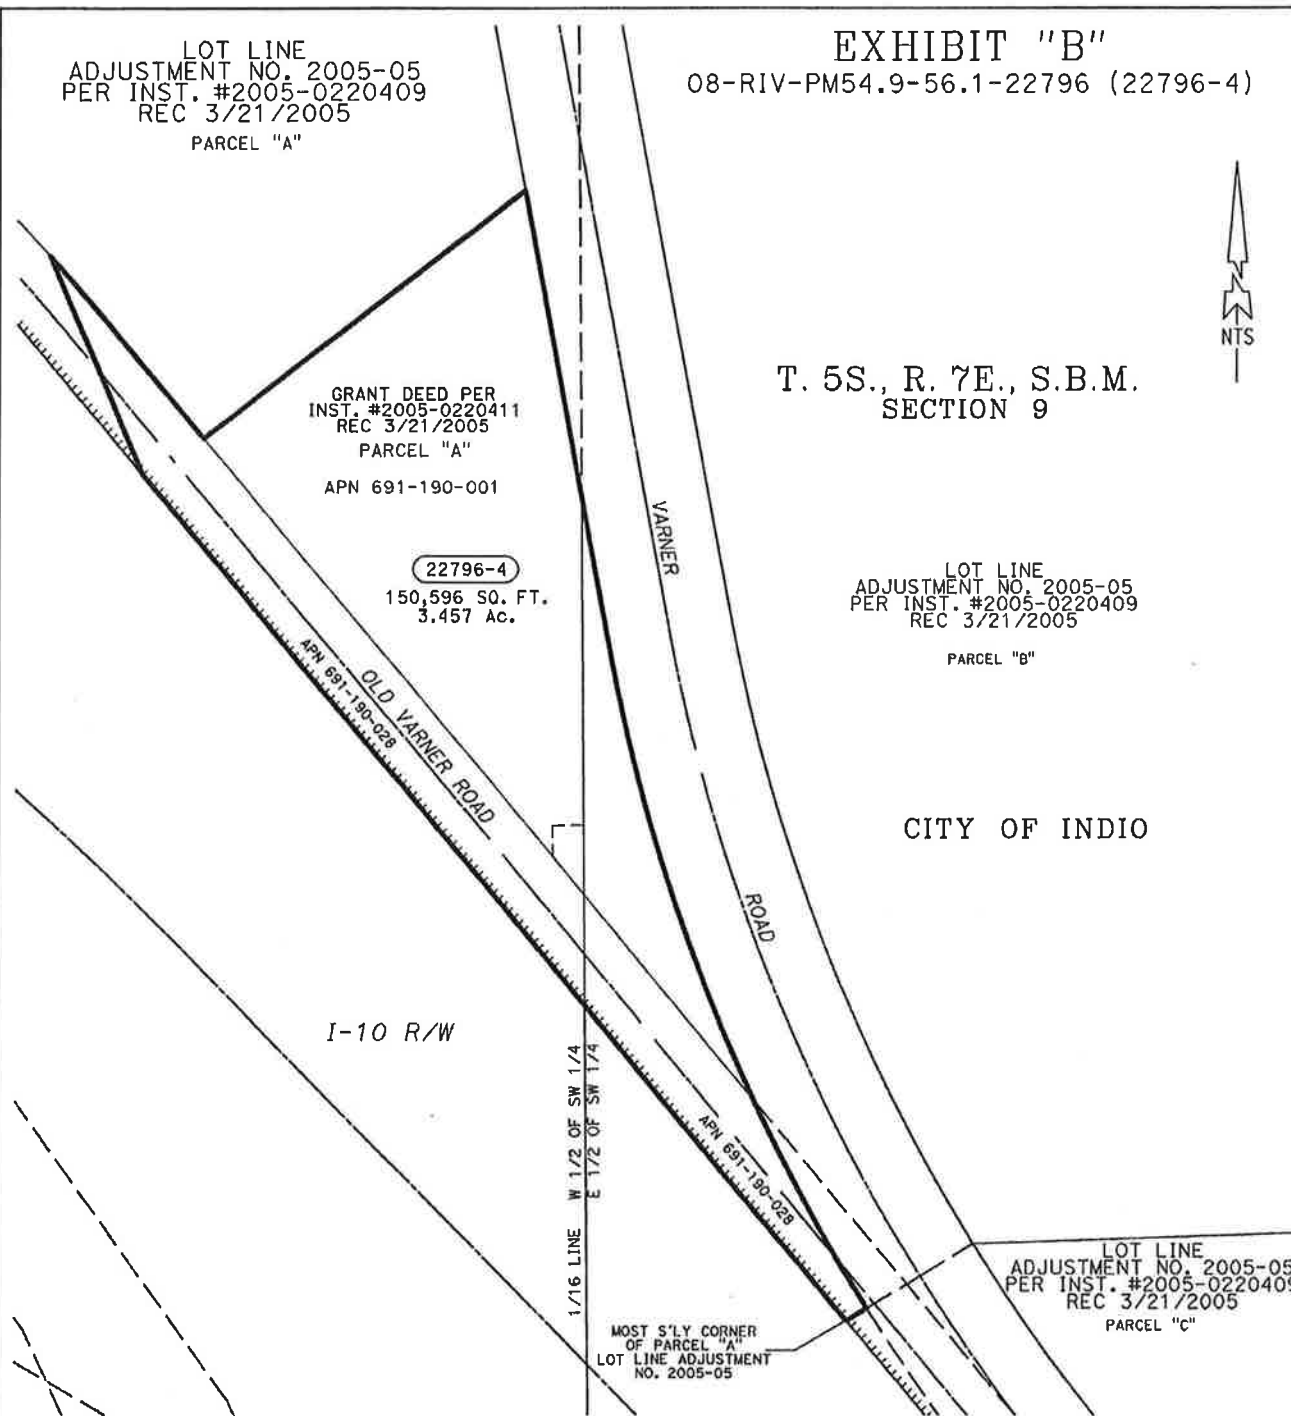 EXHIBIT "B"
08-RIV-PM54.9-56.1-22796 (22796-4)
LOT LINE
ADJUSTMENT NO. 2005-05
PER INST. #2005-0220409
REC 3/21/2005
PARCEL "A"
NTS
T. 5S., R. 7E., S.B.M.
SECTION 9
GRANT DEED PER
INST. #2005-0220411
REC 3/21/2005
PARCEL "A"
APN 691-190-001
22796-4
150,596 SQ. FT.
3.457 Ac.
VARNER
ROAD
LOT LINE
ADJUSTMENT NO. 2005-05
PER INST. #2005-0220409
REC 3/21/2005
PARCEL "B"
APN 691-190-028
OLD VARNER ROAD
CITY OF INDIO
I-10 R/W
1/16 LINE
W 1/2 OF SW 1/4
E 1/2 OF SW 1/4
APN 691-190-028
LOT LINE
ADJUSTMENT NO. 2005-05
PER INST. #2005-0220409
REC 3/21/2005
PARCEL "C"
MOST S'LY CORNER
OF PARCEL "A"
LOT LINE ADJUSTMENT
NO. 2005-05